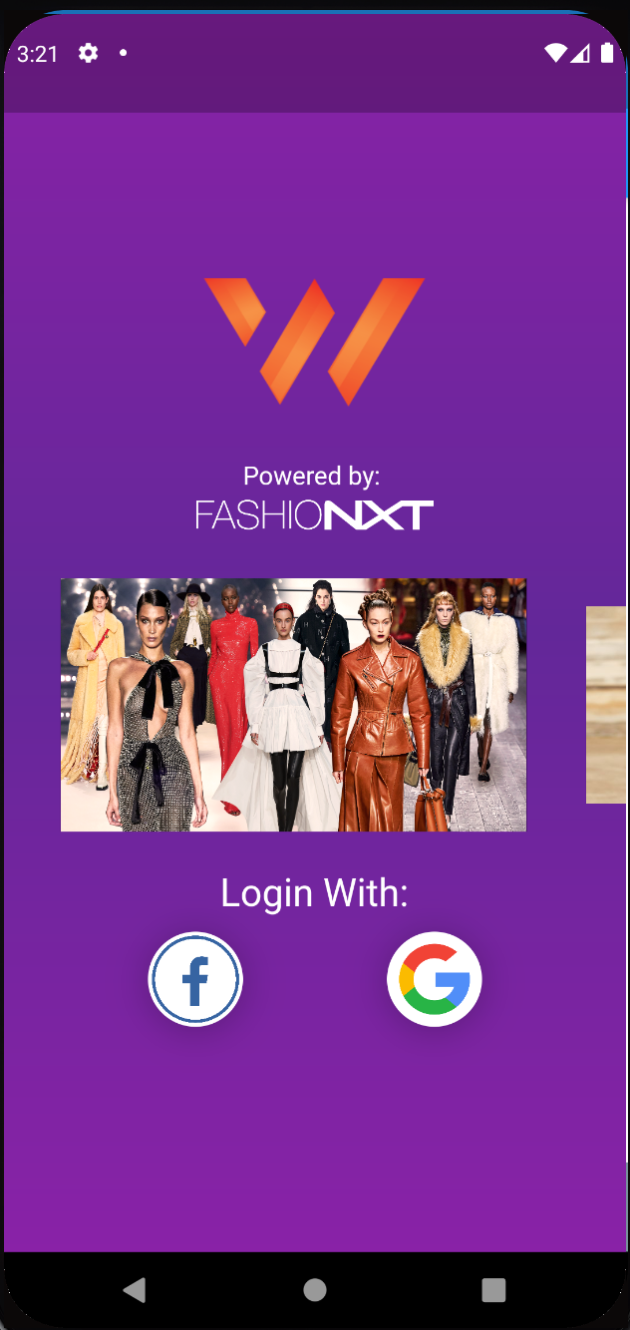 3:21
Powered by:
FASHIONXT
Login With: